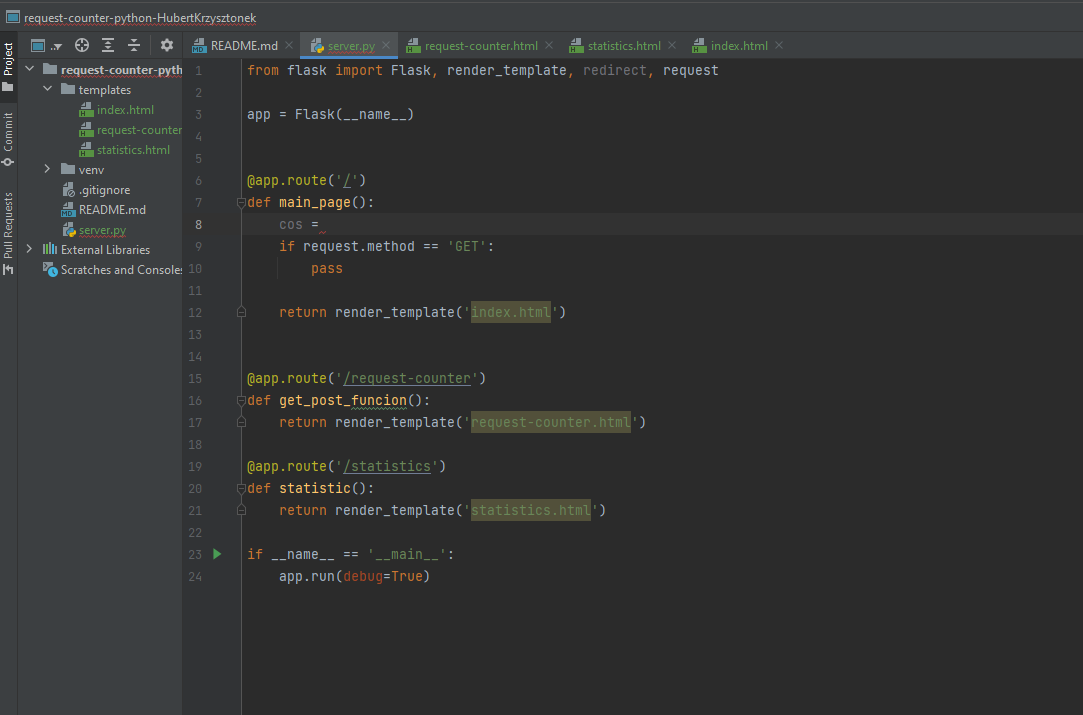 request-counter-python-HubertKrzysztonek
Project
Commit
Pull Requests
README.md
server.py
request-counter.html
statistics.html
index.html
request-counter-pyth
templates
index.html
request-counter
statistics.html
venv
.gitignore
README.md
server.py
External Libraries
Scratches and Consoles
1 from flask import Flask, render_template, redirect, request
2
3 app = Flask(__name__)
4
5
6 @app.route('/')
7 def main_page():
8 cos =
9 if request.method == 'GET':
10 pass
11
12 return render_template('index.html')
13
14
15 @app.route('/request-counter')
16 def get_post_funcion():
17 return render_template('request-counter.html')
18
19 @app.route('/statistics')
20 def statistic():
21 return render_template('statistics.html')
22
23 if __name__ == '__main__':
24 app.run(debug=True)